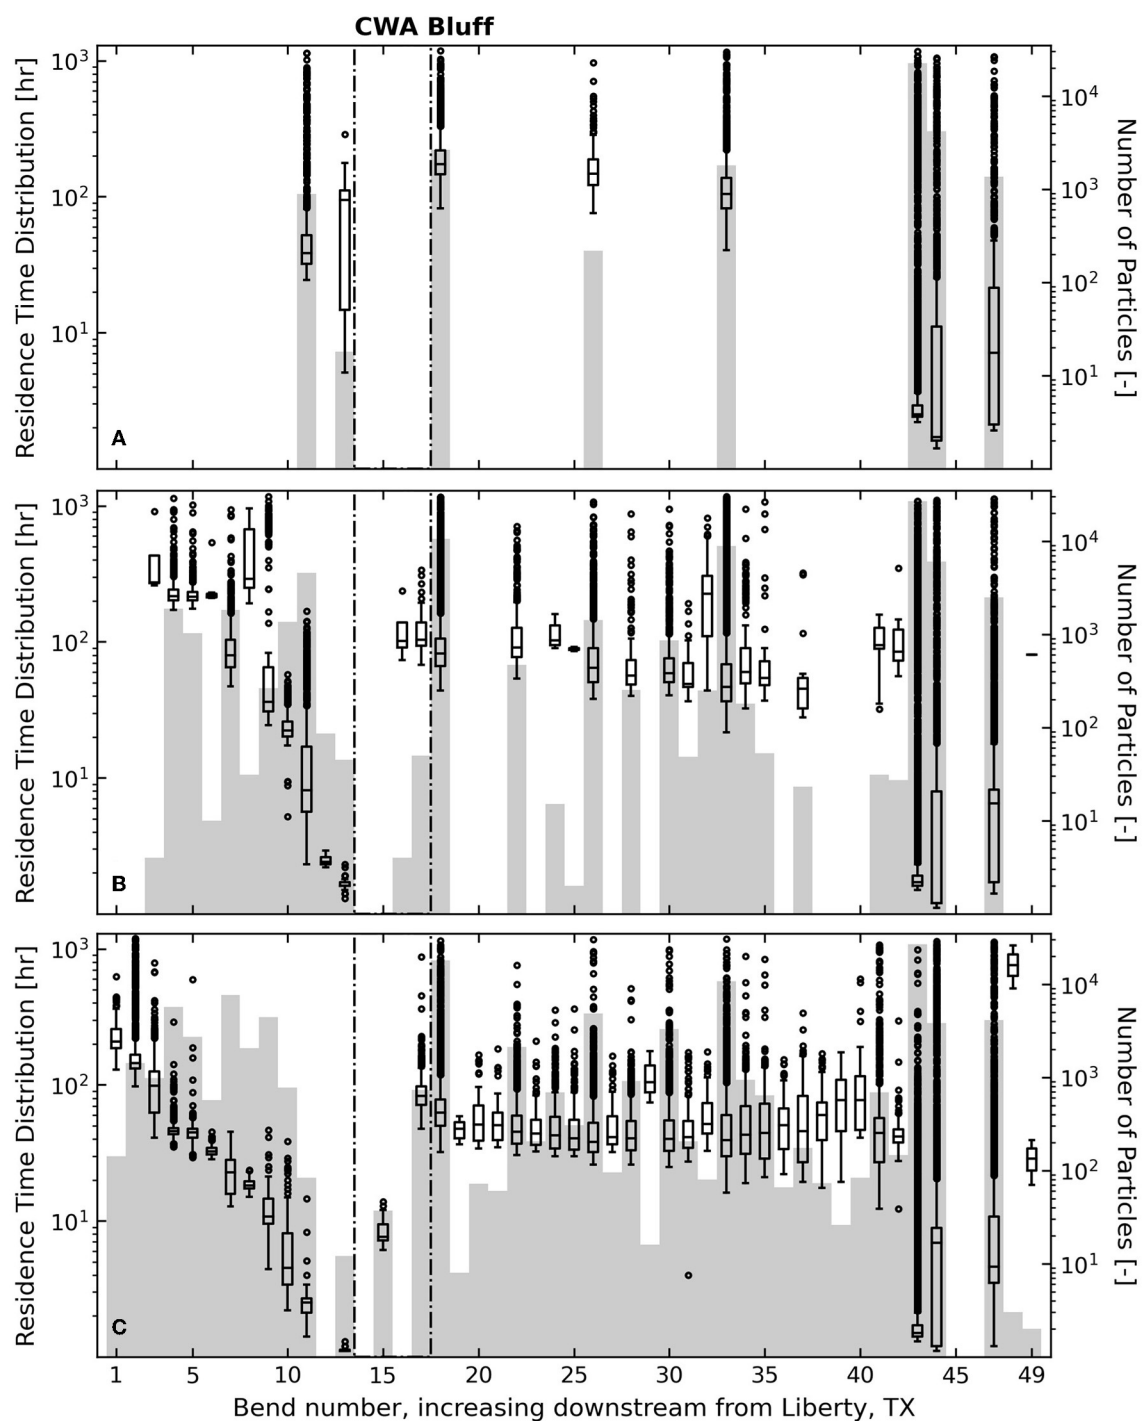 CWA Bluff
10³
10²
10¹
Residence Time Distribution [hr]
A
10⁴
10³
10²
10¹
Number of Particles [-]
10³
10²
10¹
Residence Time Distribution [hr]
B
10⁴
10³
10²
10¹
Number of Particles [-]
10³
10²
10¹
Residence Time Distribution [hr]
C
10⁴
10³
10²
10¹
Number of Particles [-]
1 5 10 15 20 25 30 35 40 45 49
Bend number, increasing downstream from Liberty, TX